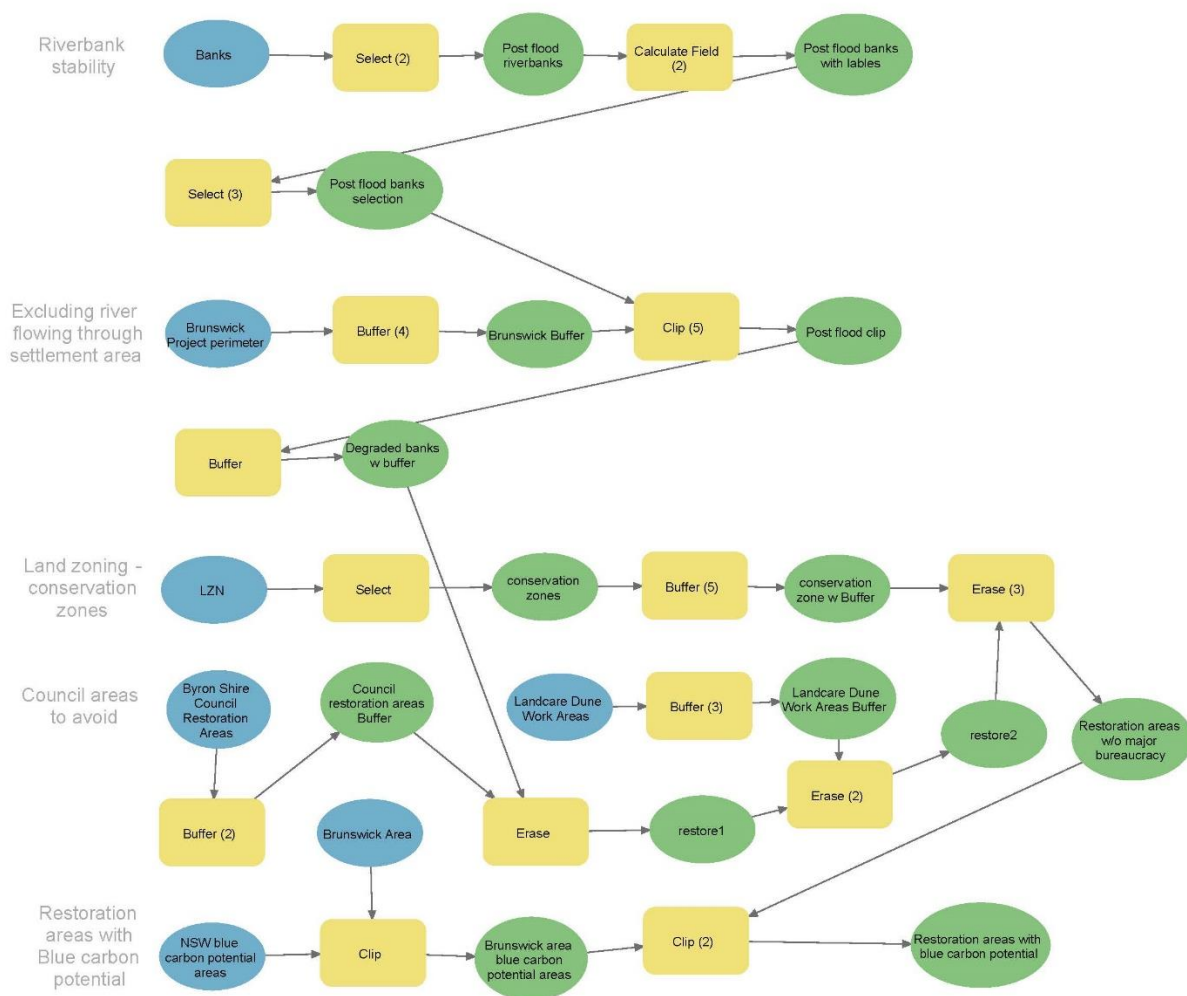 Riverbank
stability
Banks
Select (2)
Post flood
riverbanks
Calculate Field
(2)
Post flood banks
with lables
Select (3)
Post flood banks
selection
Excluding river
flowing through
settlement area
Brunswick
Project perimeter
Buffer (4)
Brunswick Buffer
Clip (5)
Post flood clip
Buffer
Degraded banks
w buffer
Land zoning -
conservation
zones
LZN
Select
conservation
zones
Buffer (5)
conservation
zone w Buffer
Erase (3)
Council areas
to avoid
Byron Shire
Council
Restoration
Areas
Council
restoration areas
Buffer
Landcare Dune
Work Areas
Buffer (3)
Landcare Dune
Work Areas Buffer
restore2
Restoration areas
w/o major
bureaucracy
Buffer (2)
Brunswick Area
Erase
restore1
Erase (2)
Restoration
areas with
Blue carbon
potential
NSW blue
carbon potential
areas
Clip
Brunswick area
blue carbon
potential areas
Clip (2)
Restoration areas with
blue carbon potential